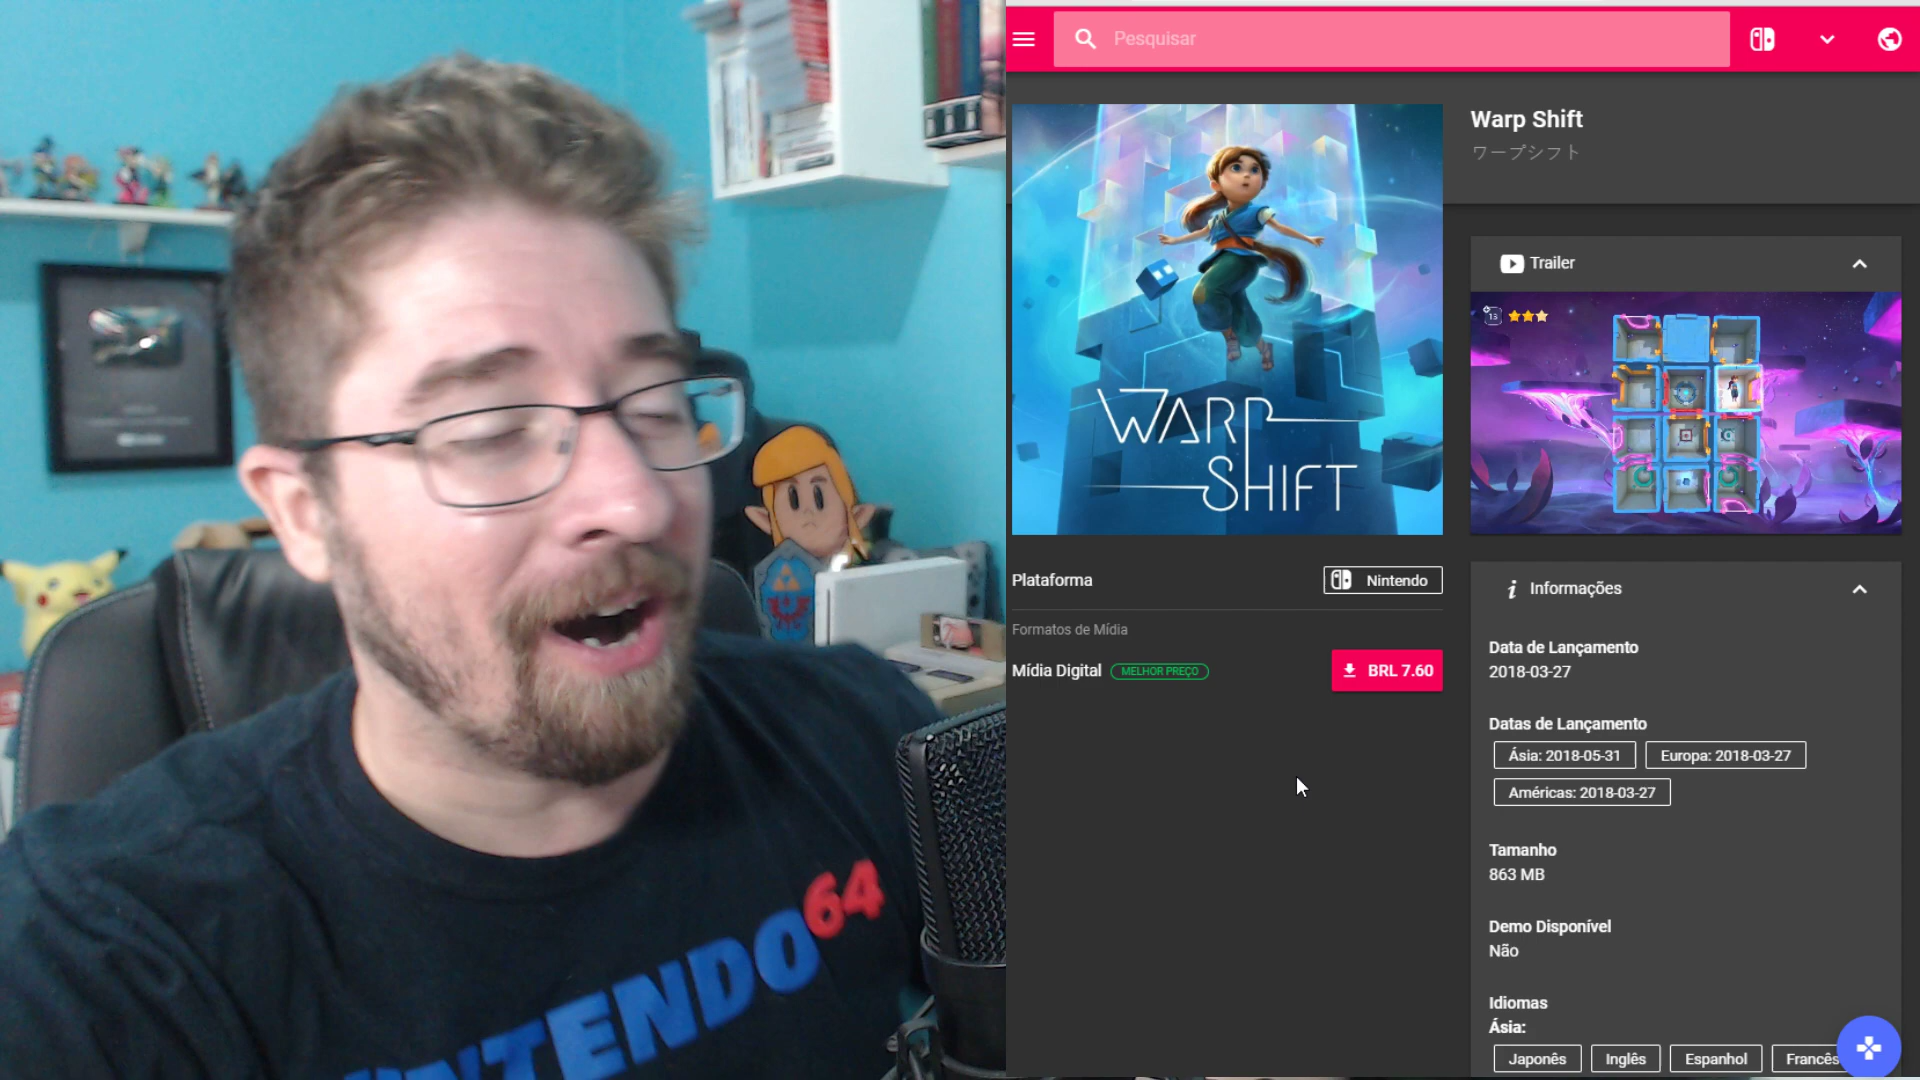 NINTENDO64
Pesquisar
Warp Shift
ワープシフト
WARP
SHIFT
Trailer
13
Plataforma
Nintendo
Formatos de Mídia
Mídia Digital
MELHOR PREÇO
BRL 7.60
Informações
Data de Lançamento
2018-03-27
Datas de Lançamento
Ásia: 2018-05-31
Europa: 2018-03-27
Américas: 2018-03-27
Tamanho
863 MB
Demo Disponível
Não
Idiomas
Ásia:
Japonês
Inglês
Espanhol
Francês